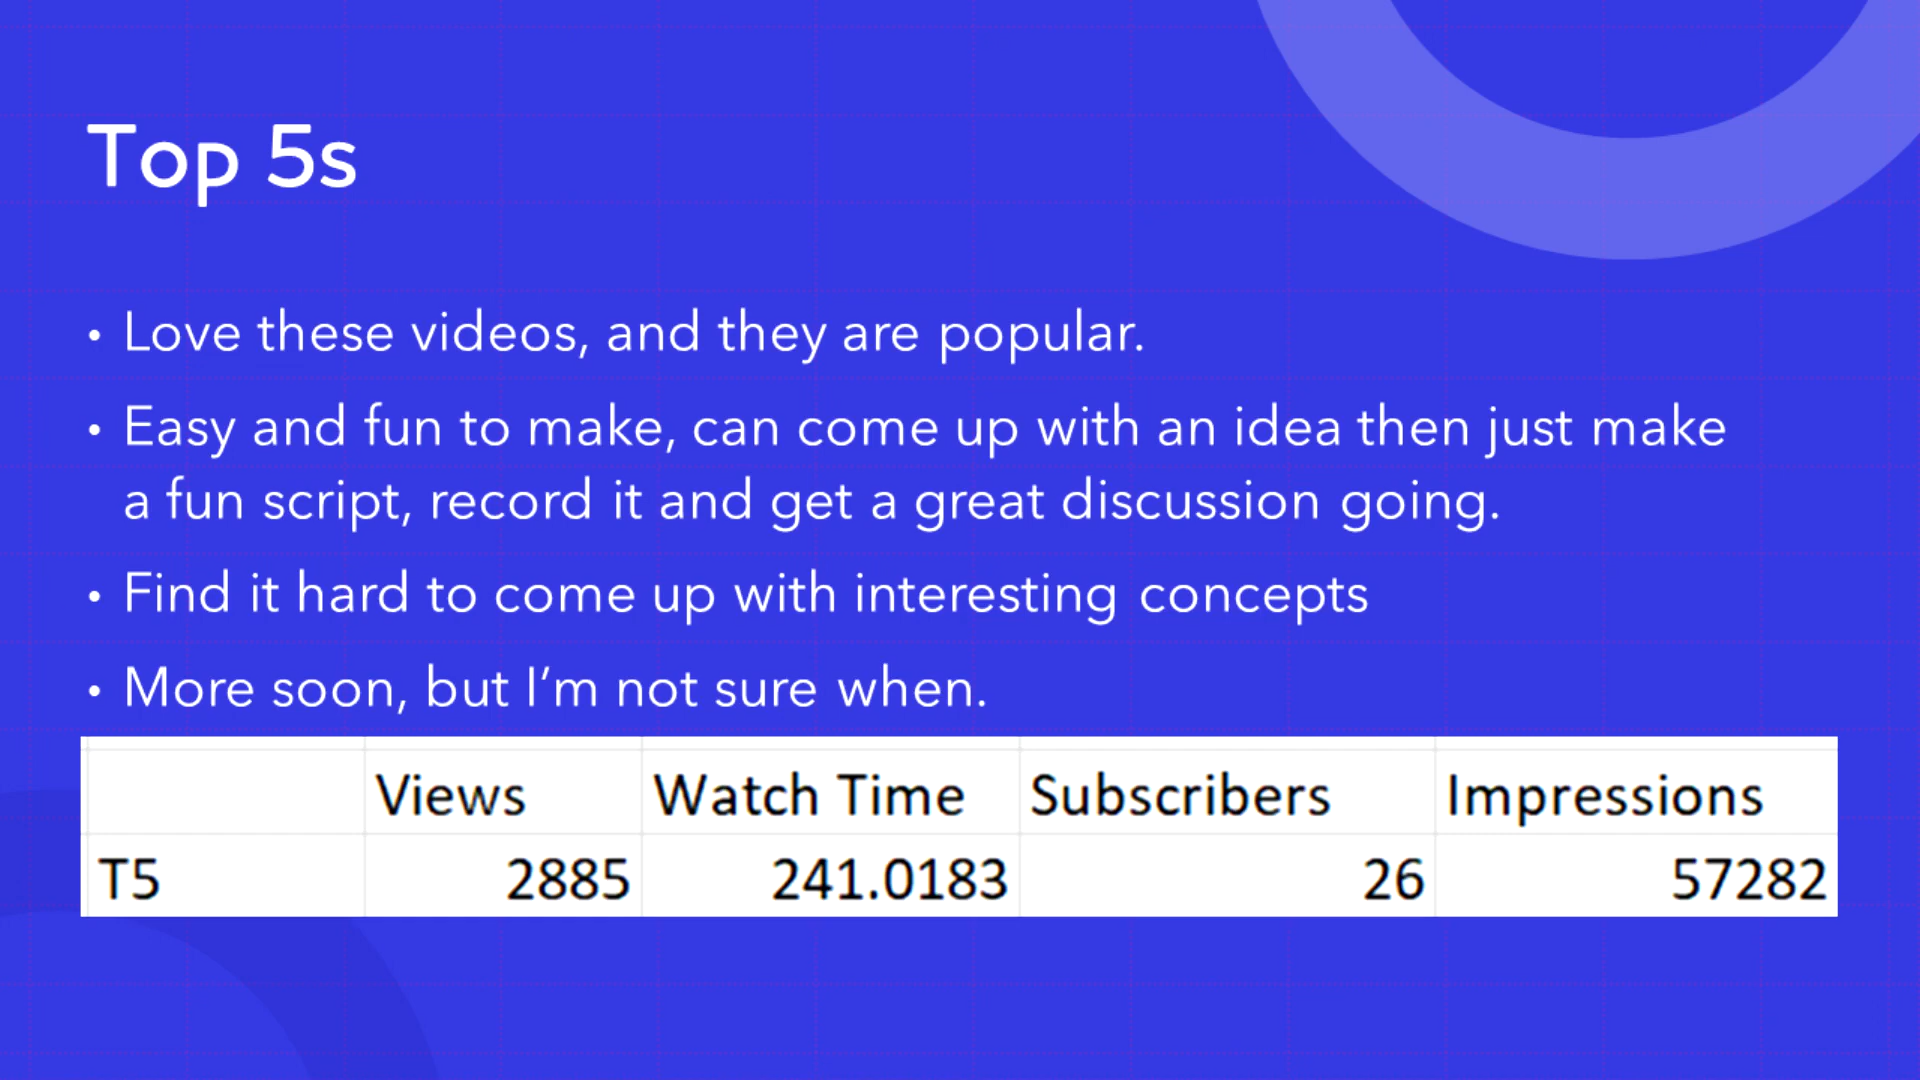 Top 5s
• Love these videos, and they are popular.
• Easy and fun to make, can come up with an idea then just make
a fun script, record it and get a great discussion going.
• Find it hard to come up with interesting concepts
• More soon, but I’m not sure when.
Views Watch Time Subscribers Impressions
T5 2885 241.0183 26 57282